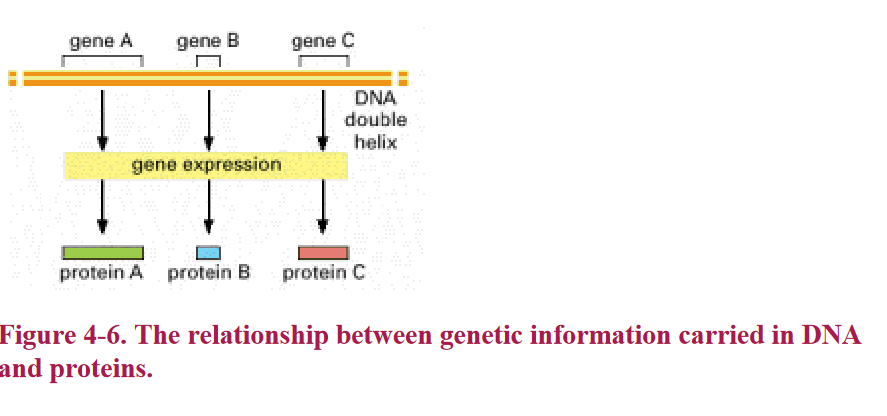 gene A gene B gene C
DNA
double
helix
gene expression
protein A protein B protein C
Figure 4-6. The relationship between genetic information carried in DNA
and proteins.